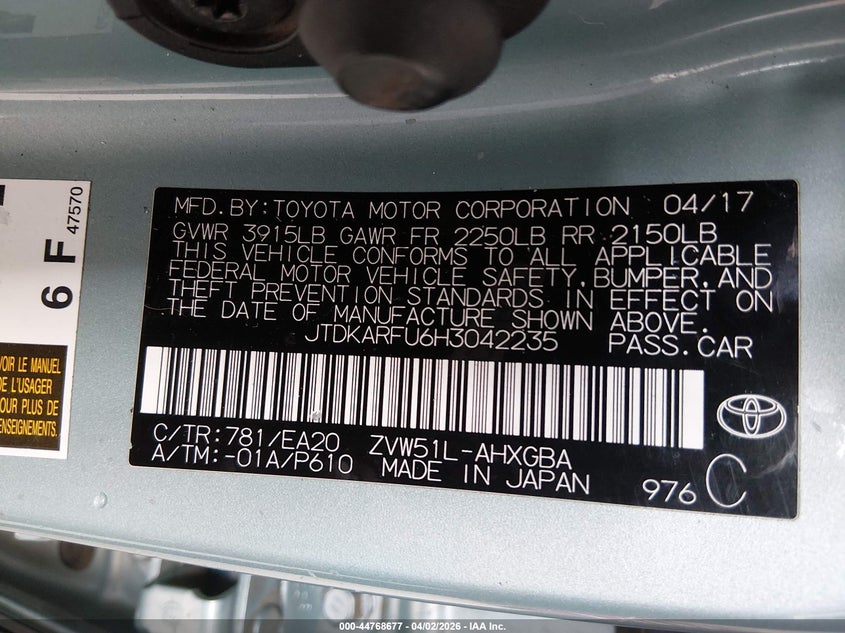 MFD.BY:TOYOTA MOTOR CORPORATION 04/17
GVWR 3915LB GAWR FR 2250LB RR 2150LB
THIS VEHICLE CONFORMS TO ALL APPLICABLE
FEDERAL MOTOR VEHICLE SAFETY,BUMPER,AND
THEFT PREVENTION STANDARDS IN EFFECT ON
THE DATE OF MANUFACTURE SHOWN ABOVE.
JTDKARFU6H3042235 PASS.CAR
C/TR:781/EA20 ZVW51L-AHXGBA
A/TM:-01A/P610 MADE IN JAPAN
976 C
6 F 47570
VOIR LE MANUEL
DE L'USAGER
POUR PLUS DE
RENSEIGNEMENTS.
000-44768677 - 04/02/2026 - IAA Inc.